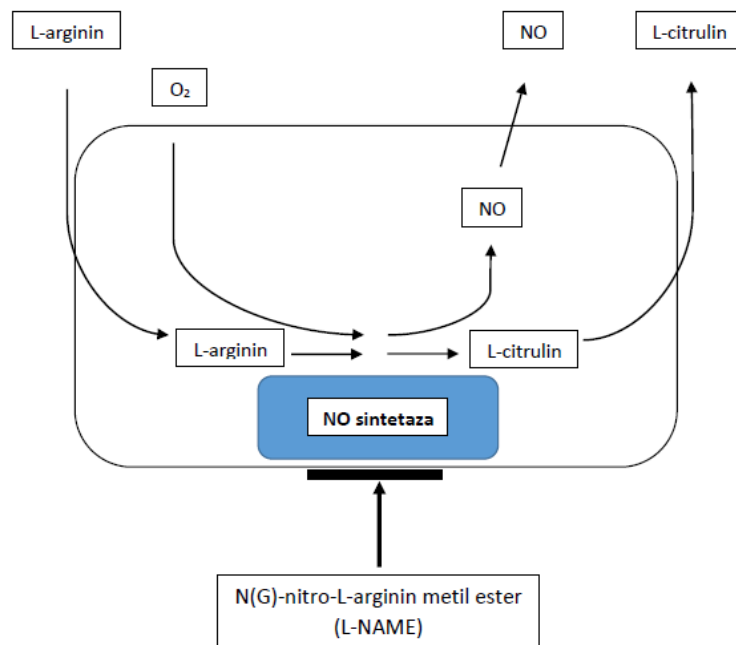 L-arginin
NO
L-citrulin
O₂
NO
L-arginin
L-citrulin
NO sintetaza
N(G)-nitro-L-arginin metil ester
(L-NAME)